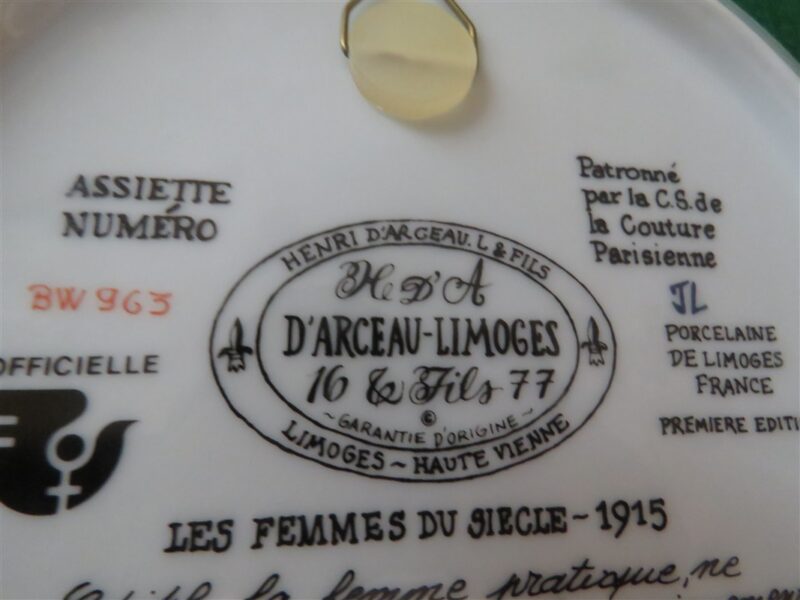 ASSIETTE
NUMÉRO
BW 963
OFFICIELLE
HENRI D'ARCEAU. L & FILS
H D'A
D'ARCEAU-LIMOGES
16 & Fils 77
©
~ GARANTIE D'ORIGINE ~
LIMOGES ~ HAUTE VIENNE
Patronné
par la C.S. de
la Couture
Parisienne
JL
PORCELAINE
DE LIMOGES
FRANCE
PREMIERE EDITI
LES FEMMES DU SIECLE ~ 1915
la femme pratique, ne